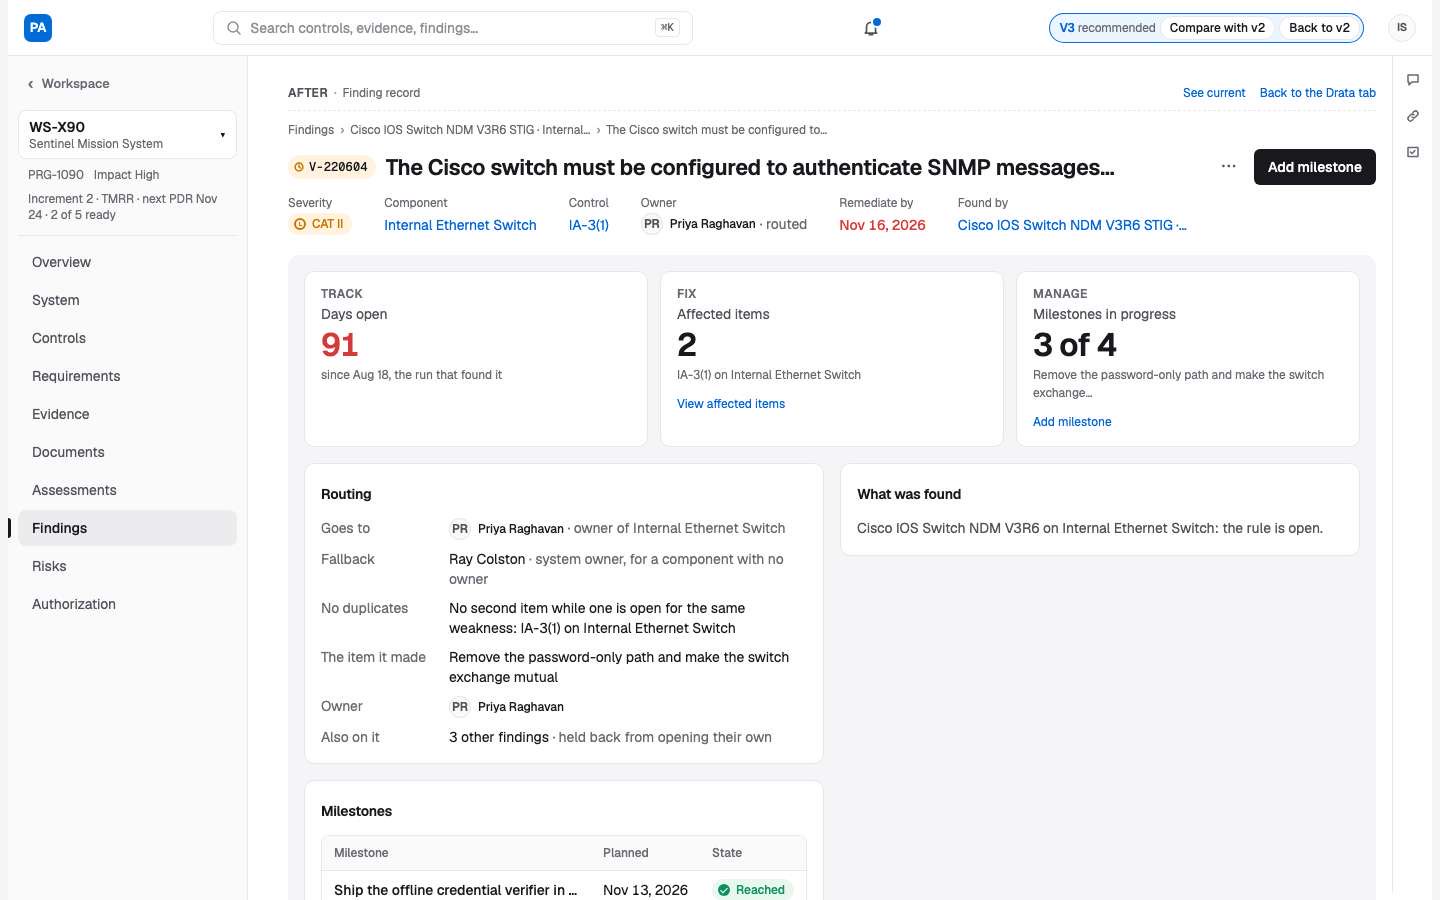 PA
Search controls, evidence, findings...
⌘K
V3 recommended
Compare with v2
Back to v2
IS
‹ Workspace
WS-X90
Sentinel Mission System
PRG-1090 Impact High
Increment 2 · TMRR · next PDR Nov
24 · 2 of 5 ready
Overview
System
Controls
Requirements
Evidence
Documents
Assessments
Findings
Risks
Authorization
AFTER · Finding record
See current
Back to the Drata tab
Findings › Cisco IOS Switch NDM V3R6 STIG · Internal... › The Cisco switch must be configured to...
V-220604
The Cisco switch must be configured to authenticate SNMP messages...
Add milestone
Severity
CAT II
Component
Internal Ethernet Switch
Control
IA-3(1)
Owner
PR Priya Raghavan · routed
Remediate by
Nov 16, 2026
Found by
Cisco IOS Switch NDM V3R6 STIG ·...
TRACK
Days open
91
since Aug 18, the run that found it
FIX
Affected items
2
IA-3(1) on Internal Ethernet Switch
View affected items
MANAGE
Milestones in progress
3 of 4
Remove the password-only path and make the switch
exchange...
Add milestone
Routing
Goes to
PR Priya Raghavan · owner of Internal Ethernet Switch
Fallback
Ray Colston · system owner, for a component with no
owner
No duplicates
No second item while one is open for the same
weakness: IA-3(1) on Internal Ethernet Switch
The item it made
Remove the password-only path and make the switch
exchange mutual
Owner
PR Priya Raghavan
Also on it
3 other findings · held back from opening their own
What was found
Cisco IOS Switch NDM V3R6 on Internal Ethernet Switch: the rule is open.
Milestones
Milestone Planned State
Ship the offline credential verifier in ... Nov 13, 2026 Reached